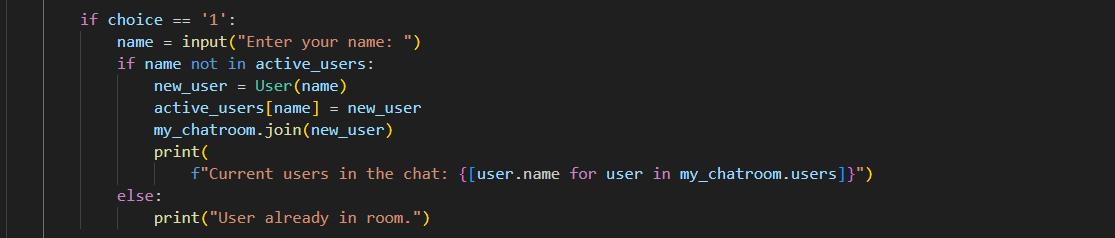 if choice == '1':
    name = input("Enter your name: ")
    if name not in active_users:
        new_user = User(name)
        active_users[name] = new_user
        my_chatroom.join(new_user)
        print(
            f"Current users in the chat: {[user.name for user in my_chatroom.users]}")
    else:
        print("User already in room.")